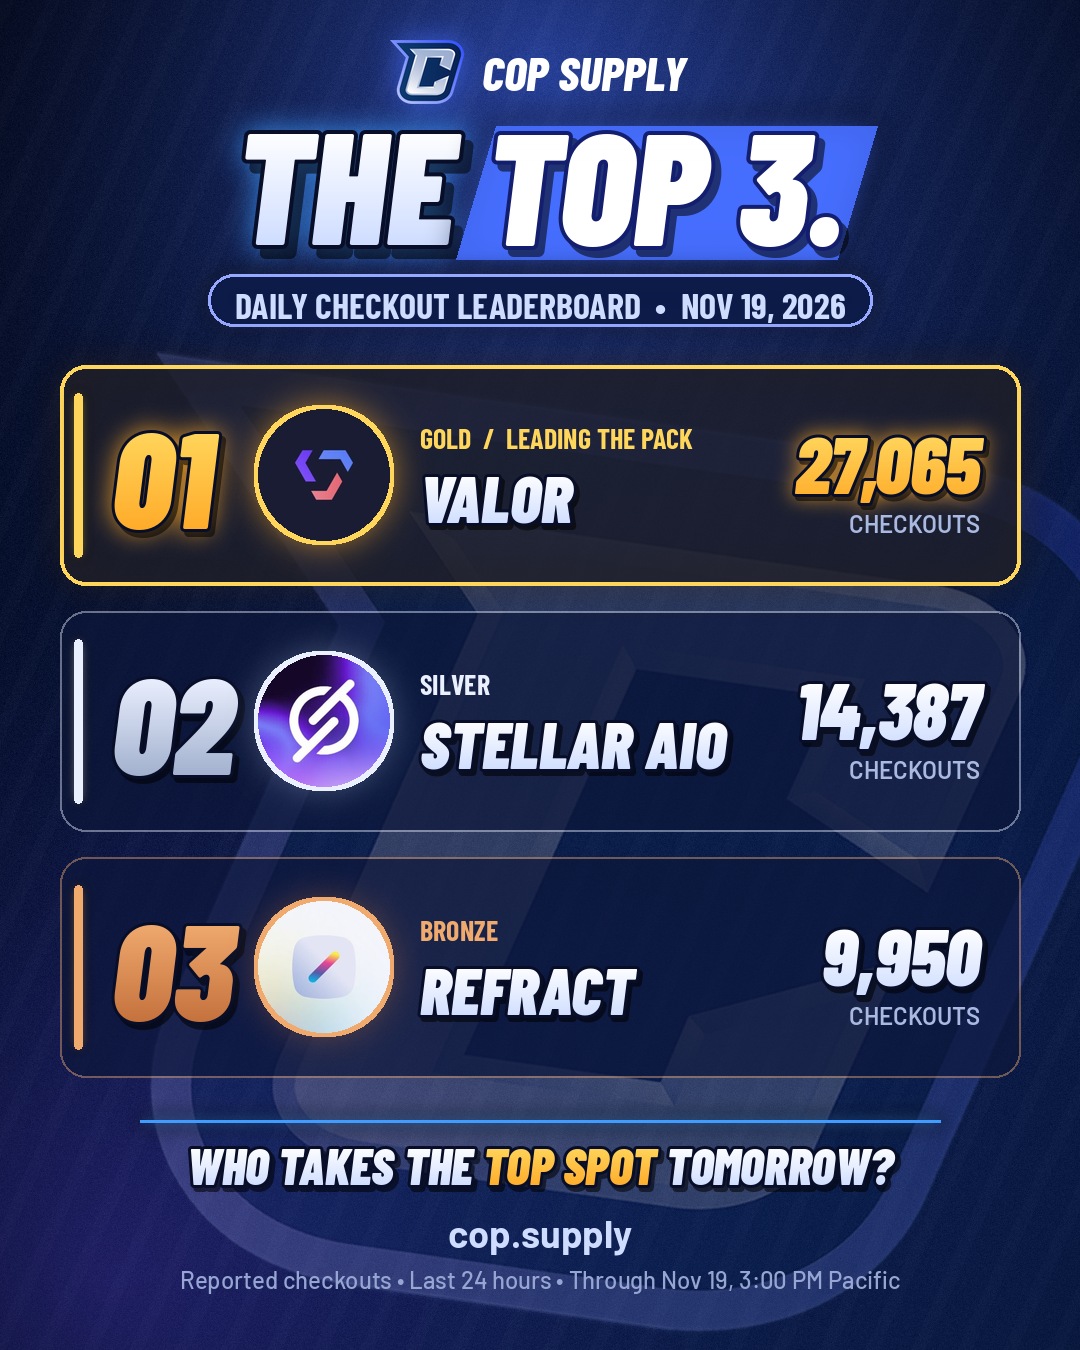 COP SUPPLY
THE TOP 3.
DAILY CHECKOUT LEADERBOARD • NOV 19, 2026
01
GOLD / LEADING THE PACK
VALOR
27,065
CHECKOUTS
02
SILVER
STELLAR AIO
14,387
CHECKOUTS
03
BRONZE
REFRACT
9,950
CHECKOUTS
WHO TAKES THE TOP SPOT TOMORROW?
cop.supply
Reported checkouts • Last 24 hours • Through Nov 19, 3:00 PM Pacific